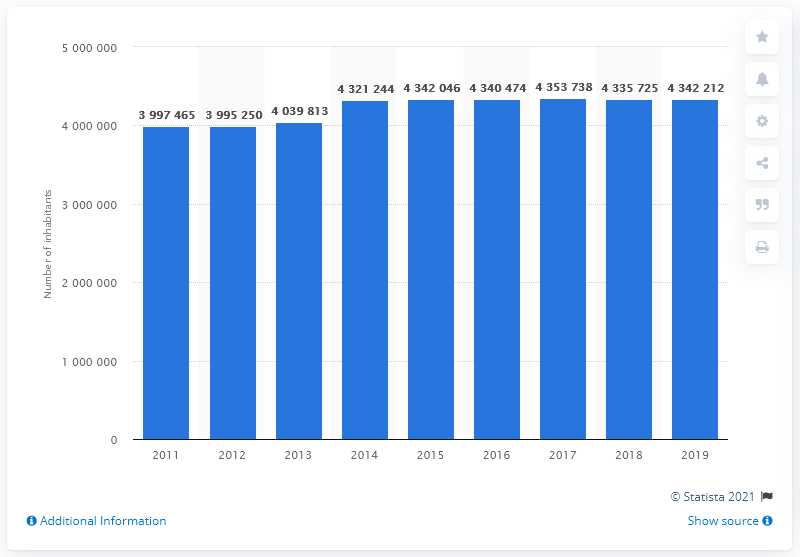 5 000 000
4 321 244 4 342 046 4 340 474 4 353 738 4 335 725 4 342 212
3 997 465 3 995 250 4 039 813
4 000 000
3 000 000
2 000 000
1 000 000
0
Number of inhabitants
2011 2012 2013 2014 2015 2016 2017 2018 2019
© Statista 2021
Additional Information
Show source